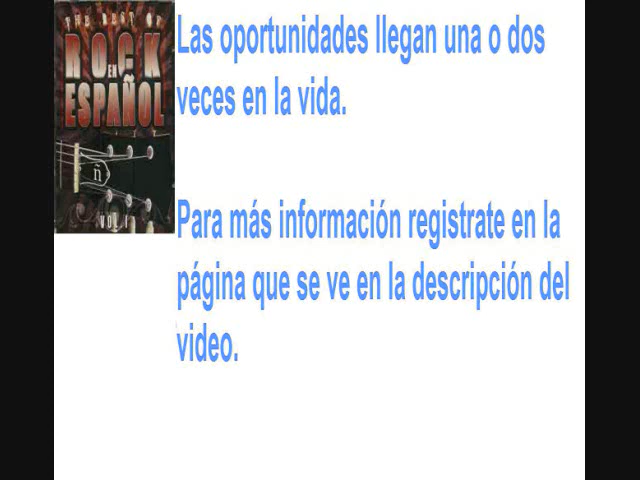 THE BEST OF
ROCK
EN
ESPAÑOL
ñ
Las oportunidades llegan una o dos
veces en la vida.
Para más información registrate en la
página que se ve en la descripción del
video.